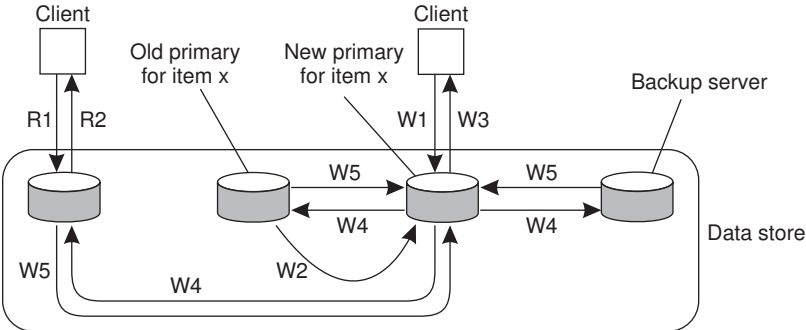 Client
Client
Old primary
for item x
New primary
for item x
Backup server
R1
R2
W1
W3
W5
W5
W4
W4
Data store
W5
W2
W4